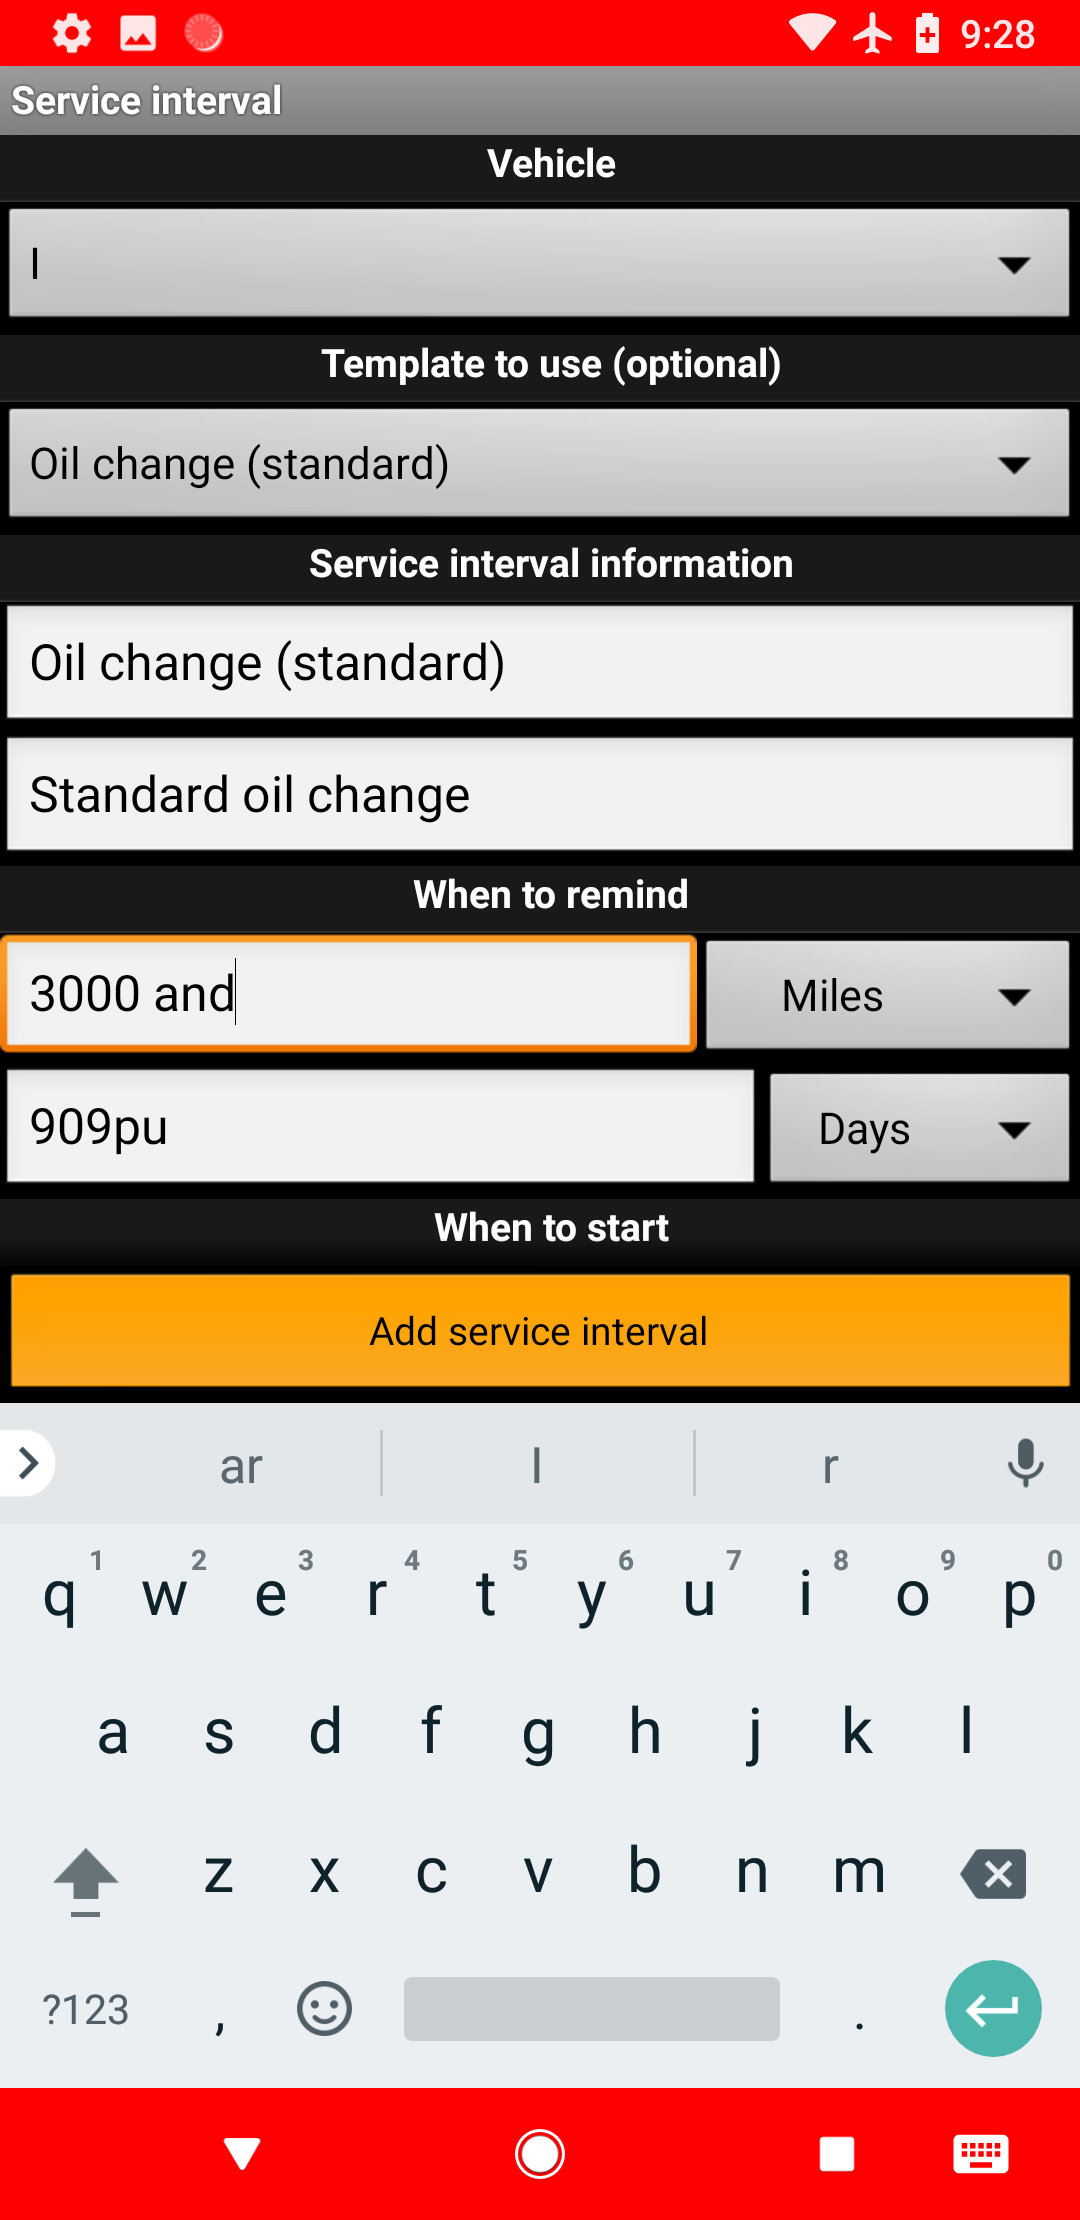 9:28
Service interval
Vehicle
l
Template to use (optional)
Oil change (standard)
Service interval information
Oil change (standard)
Standard oil change
When to remind
3000 and
Miles
909pu
Days
When to start
Add service interval
ar l r
1 2 3 4 5 6 7 8 9 0
q w e r t y u i o p
a s d f g h j k l
z x c v b n m
?123 , .